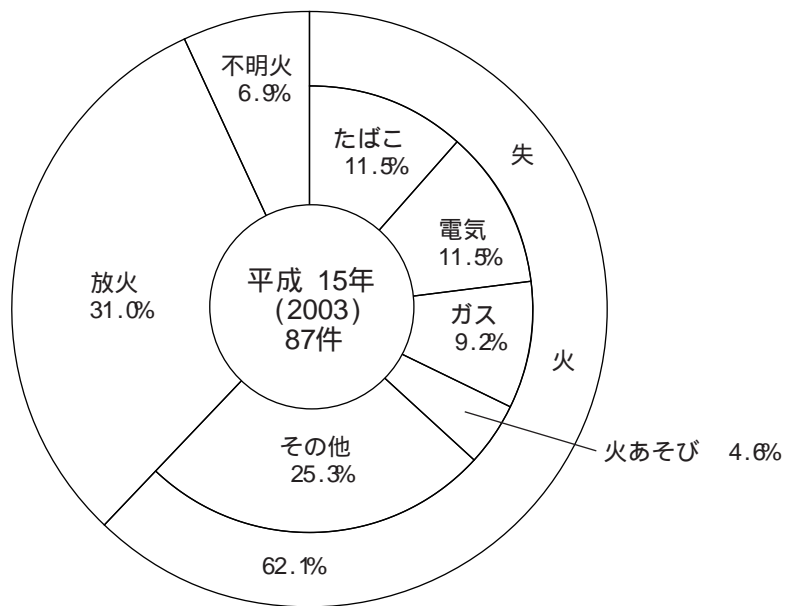 不明火
6.9%
たばこ
11.5%
失
電気
11.5%
放火
31.0%
平成 15年
(2003)
87件
ガス
9.2%
火
火あそび 4.6%
その他
25.3%
62.1%